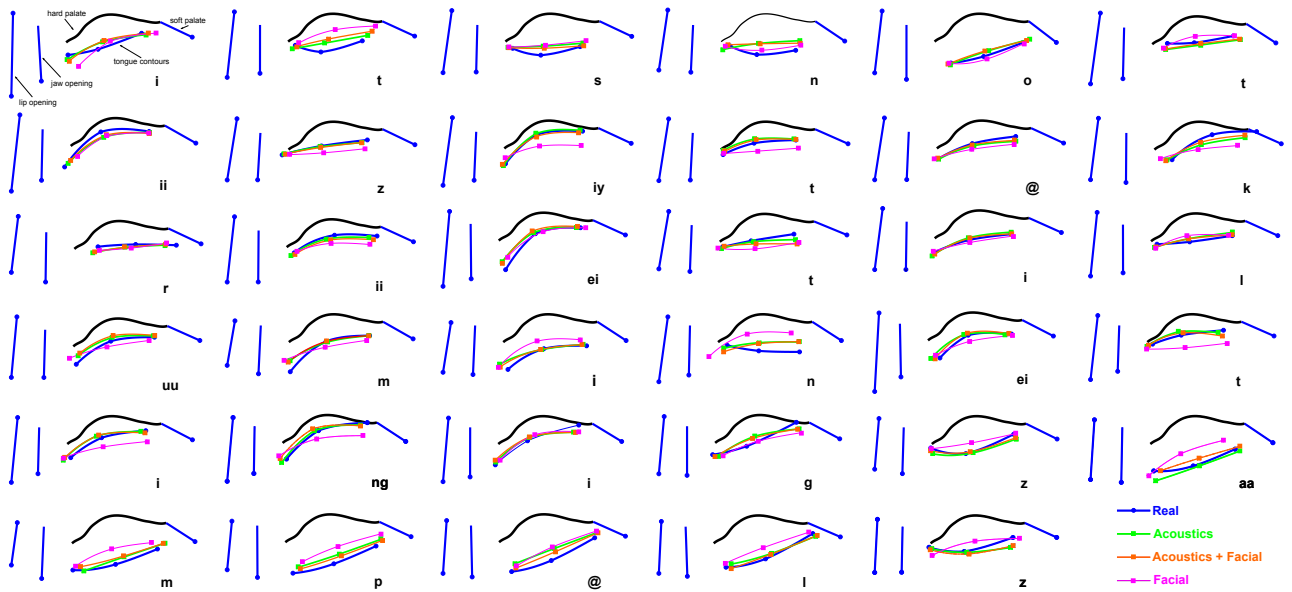 hard palate
soft palate
tongue contours
jaw opening
lip opening
i
t
s
n
o
t
ii
z
iy
t
@
k
r
ii
ei
t
i
l
uu
m
i
n
ei
t
i
ng
i
g
z
aa
Real
Acoustics
Acoustics + Facial
Facial
m
p
@
l
z